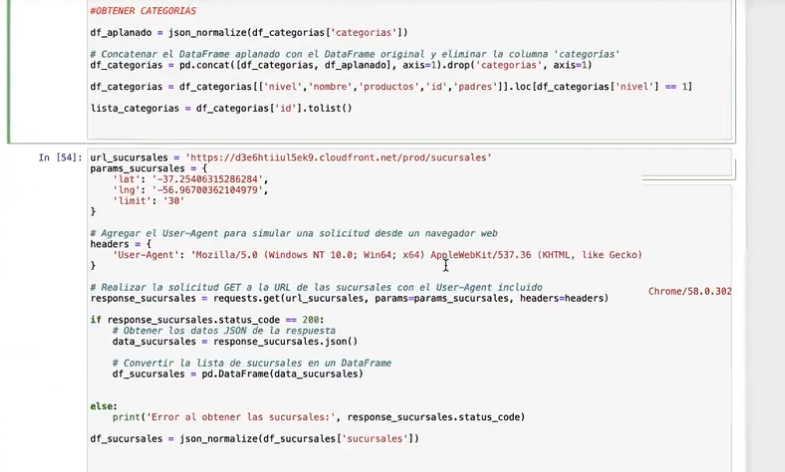 #OBTENER CATEGORIAS
df_aplanado = json_normalize(df_categorias['categorias'])
# Concatenar el DataFrame aplanado con el DataFrame original y eliminar la columna 'categorias'
df_categorias = pd.concat([df_categorias, df_aplanado], axis=1).drop('categorias', axis=1)
df_categorias = df_categorias[['nivel','nombre','productos','id','padres']].loc[df_categorias['nivel'] == 1]
lista_categorias = df_categorias['id'].tolist()
In [54]:
url_sucursales = 'https://d3e6htiiul5ek9.cloudfront.net/prod/sucursales'
params_sucursales = {
'lat': '-37.25406315286284',
'lng': '-56.96700362104979',
'limit': '30'
}
# Agregar el User-Agent para simular una solicitud desde un navegador web
headers = {
'User-Agent': 'Mozilla/5.0 (Windows NT 10.0; Win64; x64) AppleWebKit/537.36 (KHTML, like Gecko)
Chrome/58.0.302
}
# Realizar la solicitud GET a la URL de las sucursales con el User-Agent incluido
response_sucursales = requests.get(url_sucursales, params=params_sucursales, headers=headers)
if response_sucursales.status_code == 200:
# Obtener los datos JSON de la respuesta
data_sucursales = response_sucursales.json()
# Convertir la lista de sucursales en un DataFrame
df_sucursales = pd.DataFrame(data_sucursales)
else:
print('Error al obtener las sucursales:', response_sucursales.status_code)
df_sucursales = json_normalize(df_sucursales['sucursales'])